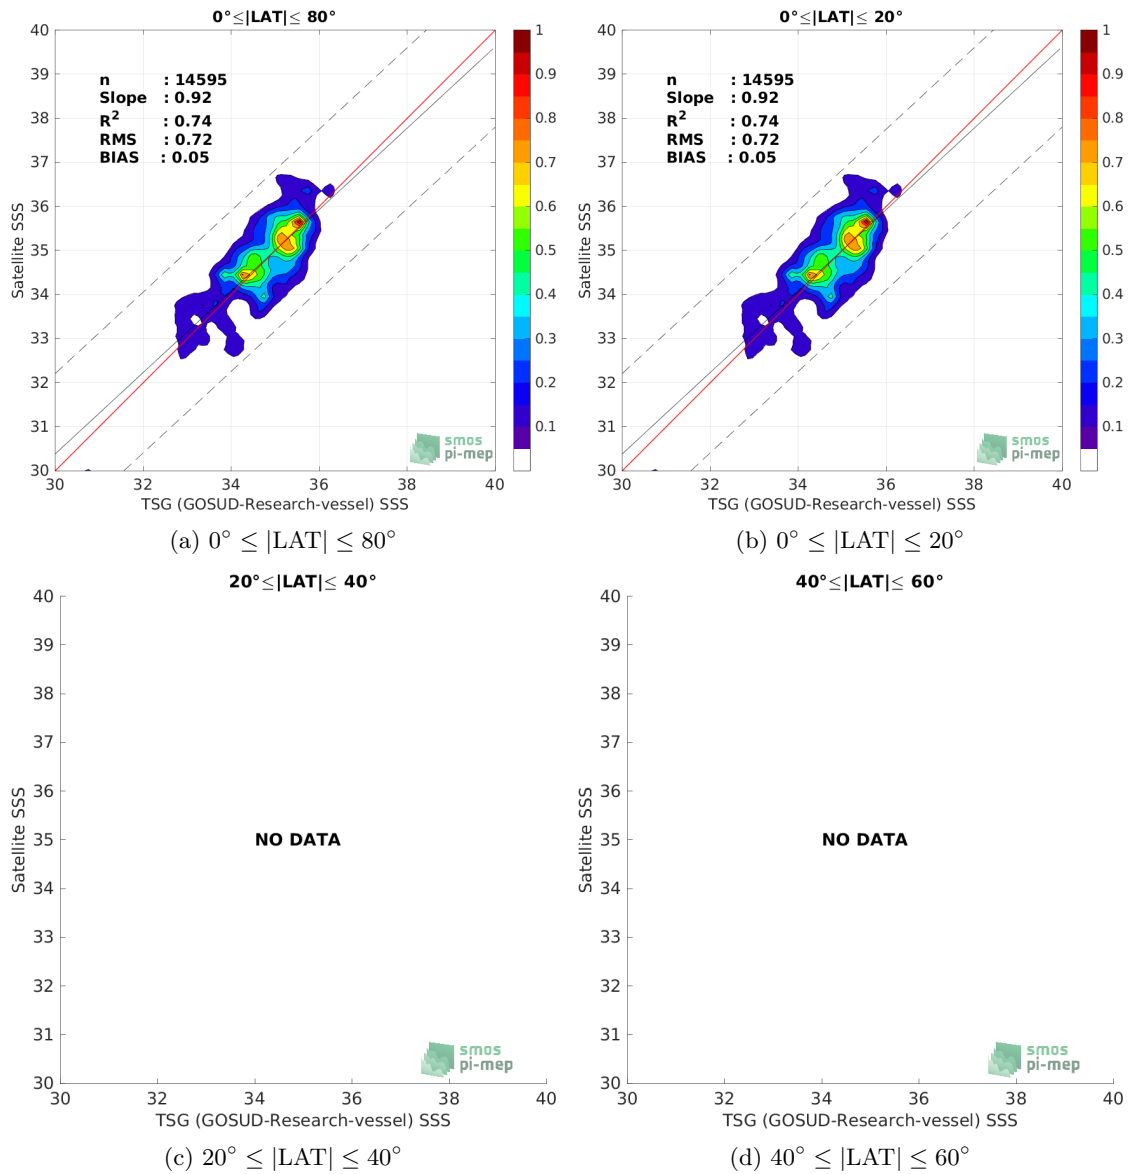 0°≤|LAT|≤ 80°
40
39
38
37
36
35
34
33
32
31
30
30
32
34
36
38
40
Satellite SSS
n : 14595
Slope : 0.92
R² : 0.74
RMS : 0.72
BIAS : 0.05
smos
pi-mep
1
0.9
0.8
0.7
0.6
0.5
0.4
0.3
0.2
0.1
TSG (GOSUD-Research-vessel) SSS
(a) 0° ≤ |LAT| ≤ 80°
0°≤|LAT|≤ 20°
40
39
38
37
36
35
34
33
32
31
30
30
32
34
36
38
40
Satellite SSS
n : 14595
Slope : 0.92
R² : 0.74
RMS : 0.72
BIAS : 0.05
smos
pi-mep
1
0.9
0.8
0.7
0.6
0.5
0.4
0.3
0.2
0.1
TSG (GOSUD-Research-vessel) SSS
(b) 0° ≤ |LAT| ≤ 20°
20°≤|LAT|≤ 40°
40
39
38
37
36
35
34
33
32
31
30
30
32
34
36
38
40
Satellite SSS
NO DATA
smos
pi-mep
TSG (GOSUD-Research-vessel) SSS
(c) 20° ≤ |LAT| ≤ 40°
40°≤|LAT|≤ 60°
40
39
38
37
36
35
34
33
32
31
30
30
32
34
36
38
40
Satellite SSS
NO DATA
smos
pi-mep
TSG (GOSUD-Research-vessel) SSS
(d) 40° ≤ |LAT| ≤ 60°